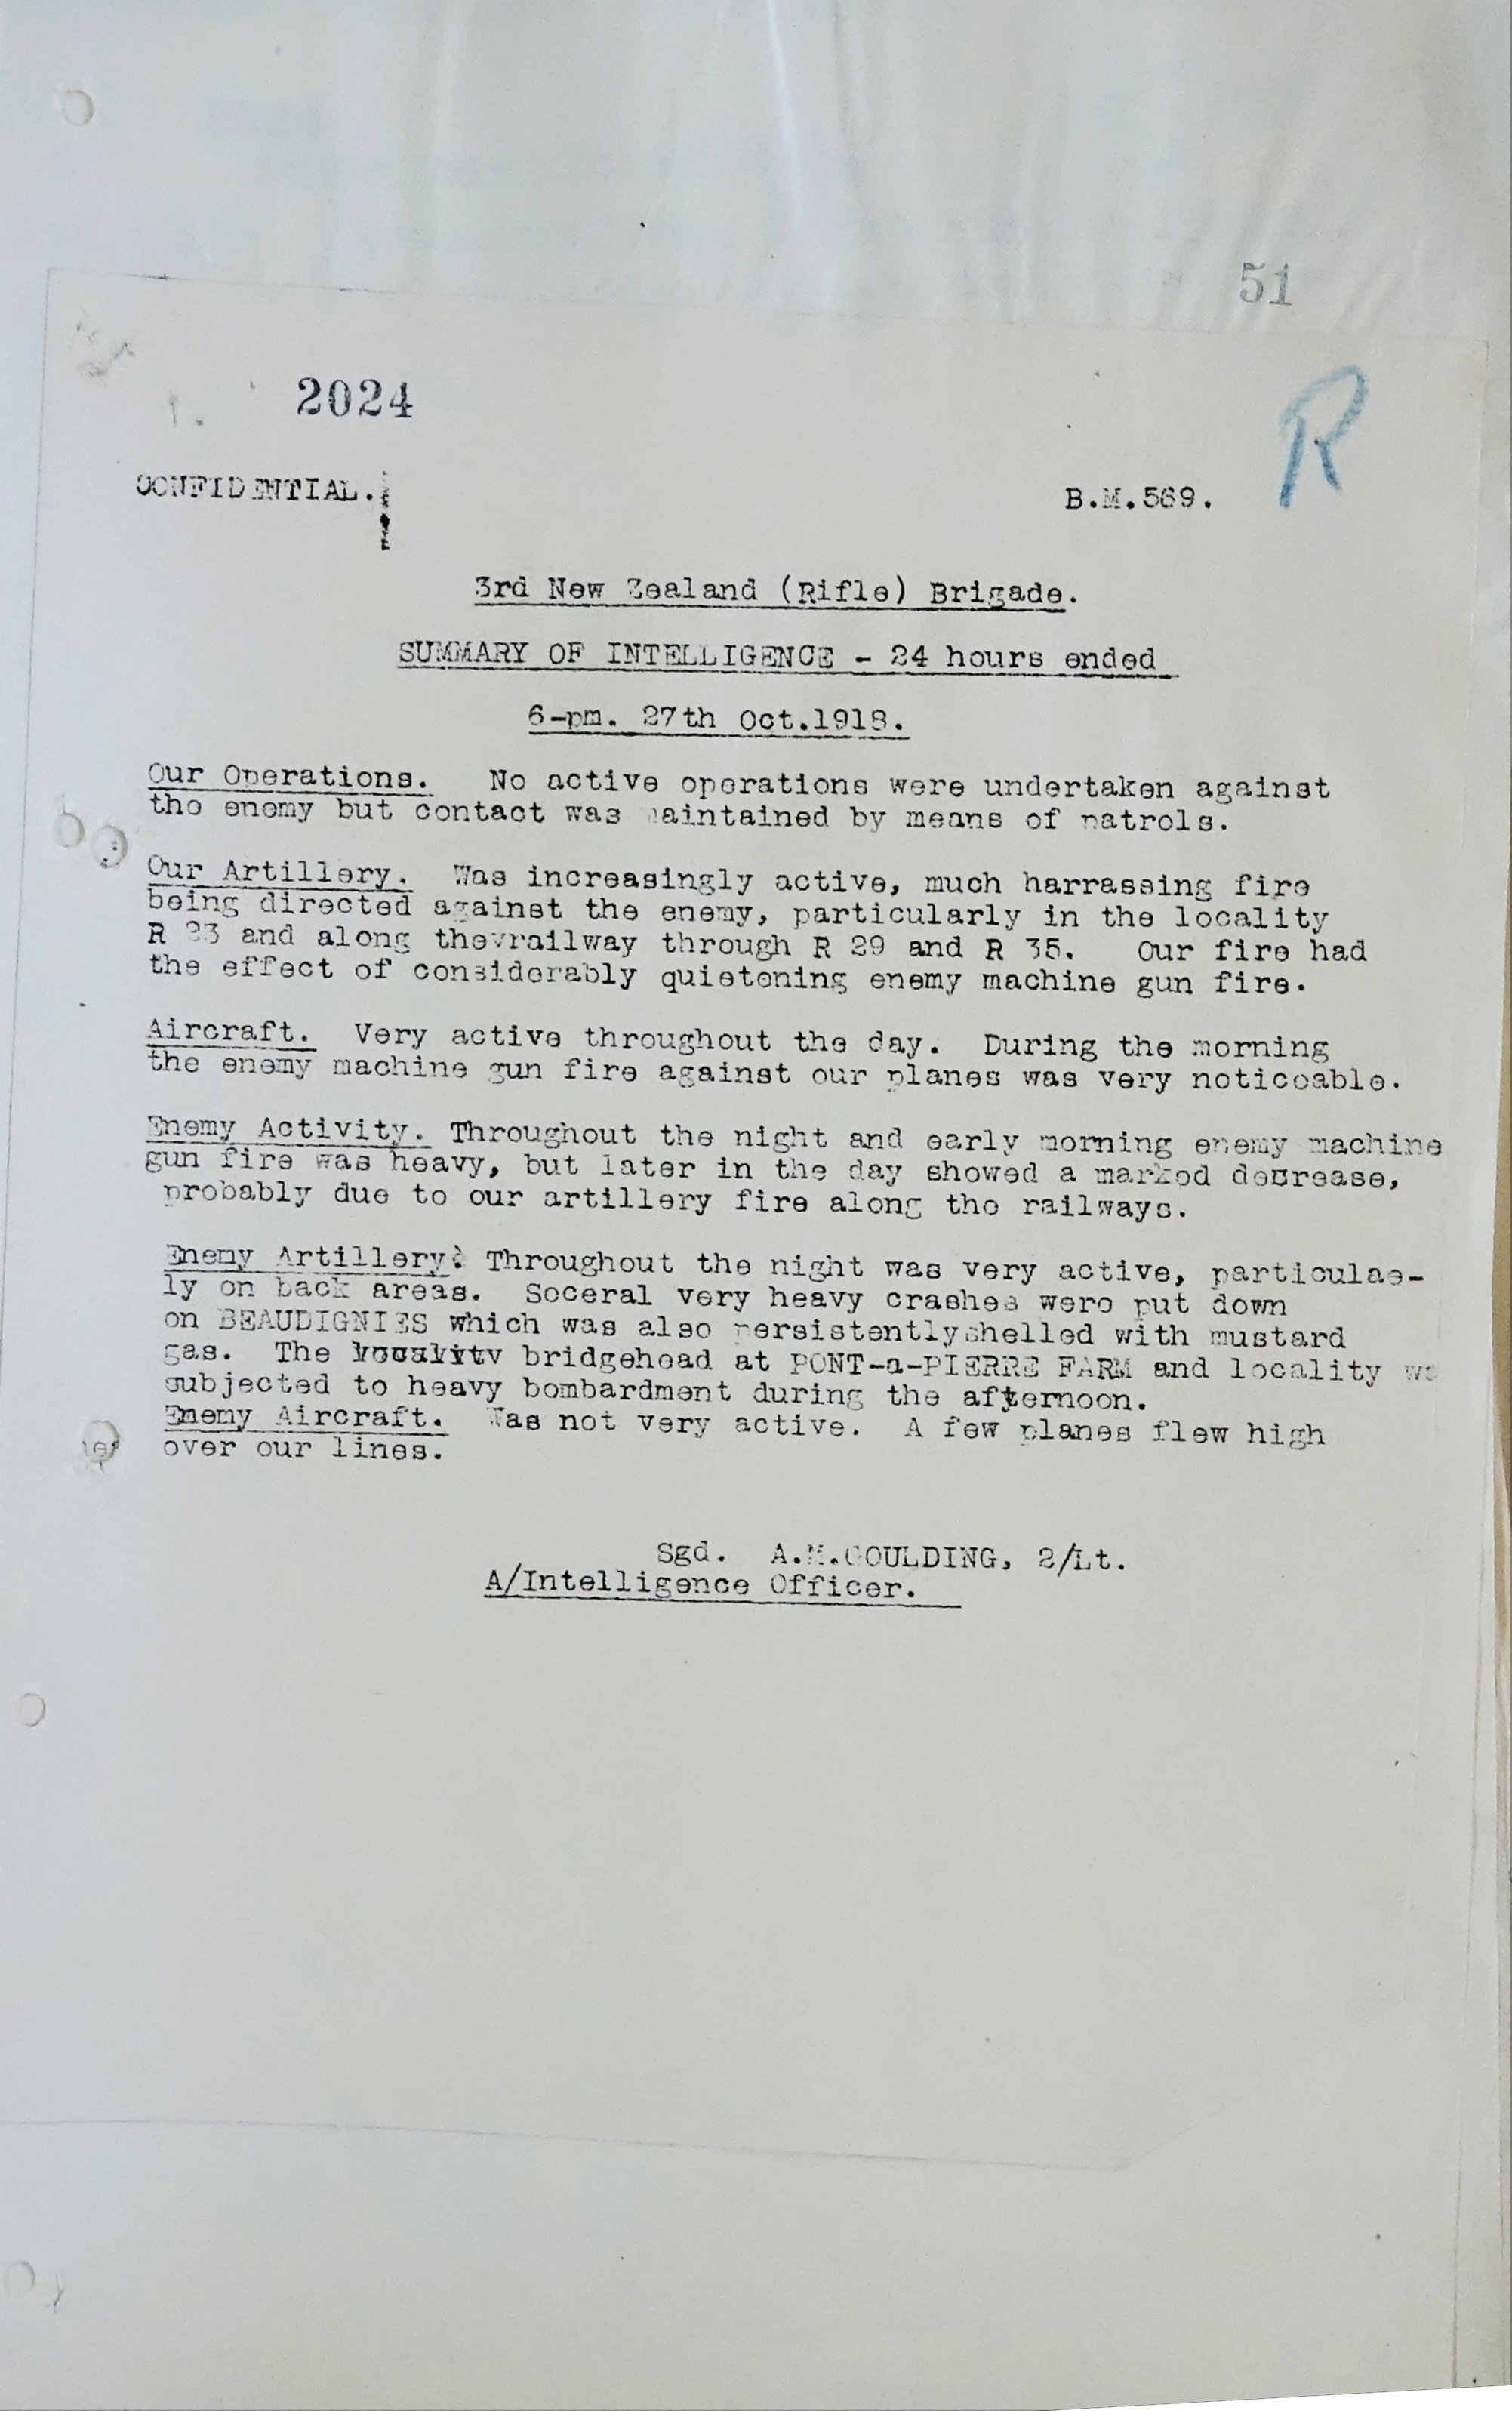 51
2024
R
CONFIDENTIAL.
B.M.569.
3rd New Zealand (Rifle) Brigade.
SUMMARY OF INTELLIGENCE - 24 hours ended
6-pm. 27th Oct.1918.
Our Operations. No active operations were undertaken against
the enemy but contact was maintained by means of patrols.
Our Artillery. Was increasingly active, much harrassing fire
being directed against the enemy, particularly in the locality
R 23 and along thevrailway through R 29 and R 35. Our fire had
the effect of considerably quietening enemy machine gun fire.
Aircraft. Very active throughout the day. During the morning
the enemy machine gun fire against our planes was very noticeable.
Enemy Activity. Throughout the night and early morning enemy machine
gun fire was heavy, but later in the day showed a marked decrease,
probably due to our artillery fire along the railways.
Enemy Artillery: Throughout the night was very active, particulae-
ly on back areas. Soceral very heavy crashes were put down
on BEAUDIGNIES which was also persistentlyshelled with mustard
gas. The bridgehead at PONT-a-PIERRE FARM and locality
subjected to heavy bombardment during the afternoon.
Enemy Aircraft. Was not very active. A few planes flew high
over our lines.
Sgd. A.M.GOULDING, 2/Lt.
A/Intelligence Officer.